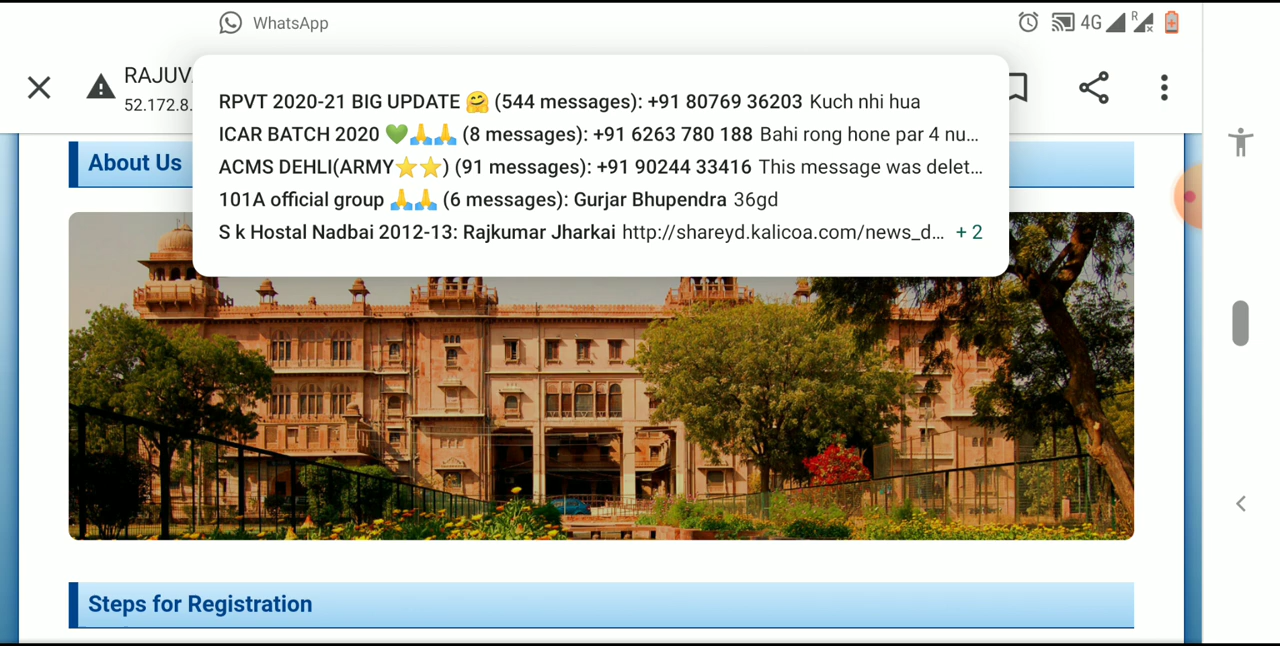 WhatsApp
4G
R
RAJUV
52.172.8.
RPVT 2020-21 BIG UPDATE 🤗 (544 messages): +91 80769 36203 Kuch nhi hua
ICAR BATCH 2020 💚🙏🙏 (8 messages): +91 6263 780 188 Bahi rong hone par 4 nu...
ACMS DEHLI(ARMY⭐⭐) (91 messages): +91 90244 33416 This message was delet...
101A official group 🙏🙏 (6 messages): Gurjar Bhupendra 36gd
S k Hostal Nadbai 2012-13: Rajkumar Jharkai http://shareyd.kalicoa.com/news_d... + 2
About Us
Steps for Registration